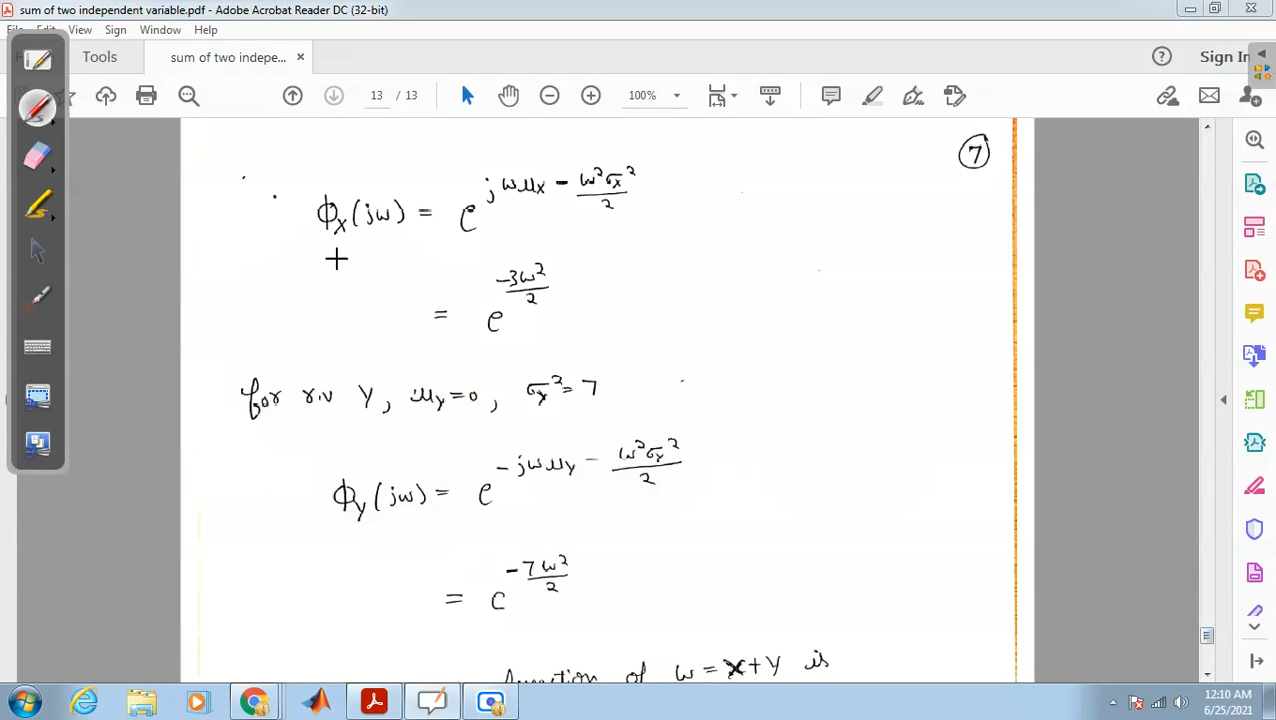 sum of two independent variable.pdf - Adobe Acrobat Reader DC (32-bit)
File Edit View Sign Window Help
Tools
sum of two indepe... ×
Sign In
13 / 13
100%
7
∴ Φx(jω) = e^(jωμx − ω²σx²/2)
= e^(−3ω²/2)
for r.v Y, μy=0, σy²=7
Φy(jω) = e^(−jωμy − ω²σy²/2)
= e^(−7ω²/2)
function of w = x+y is
12:10 AM
6/25/2021